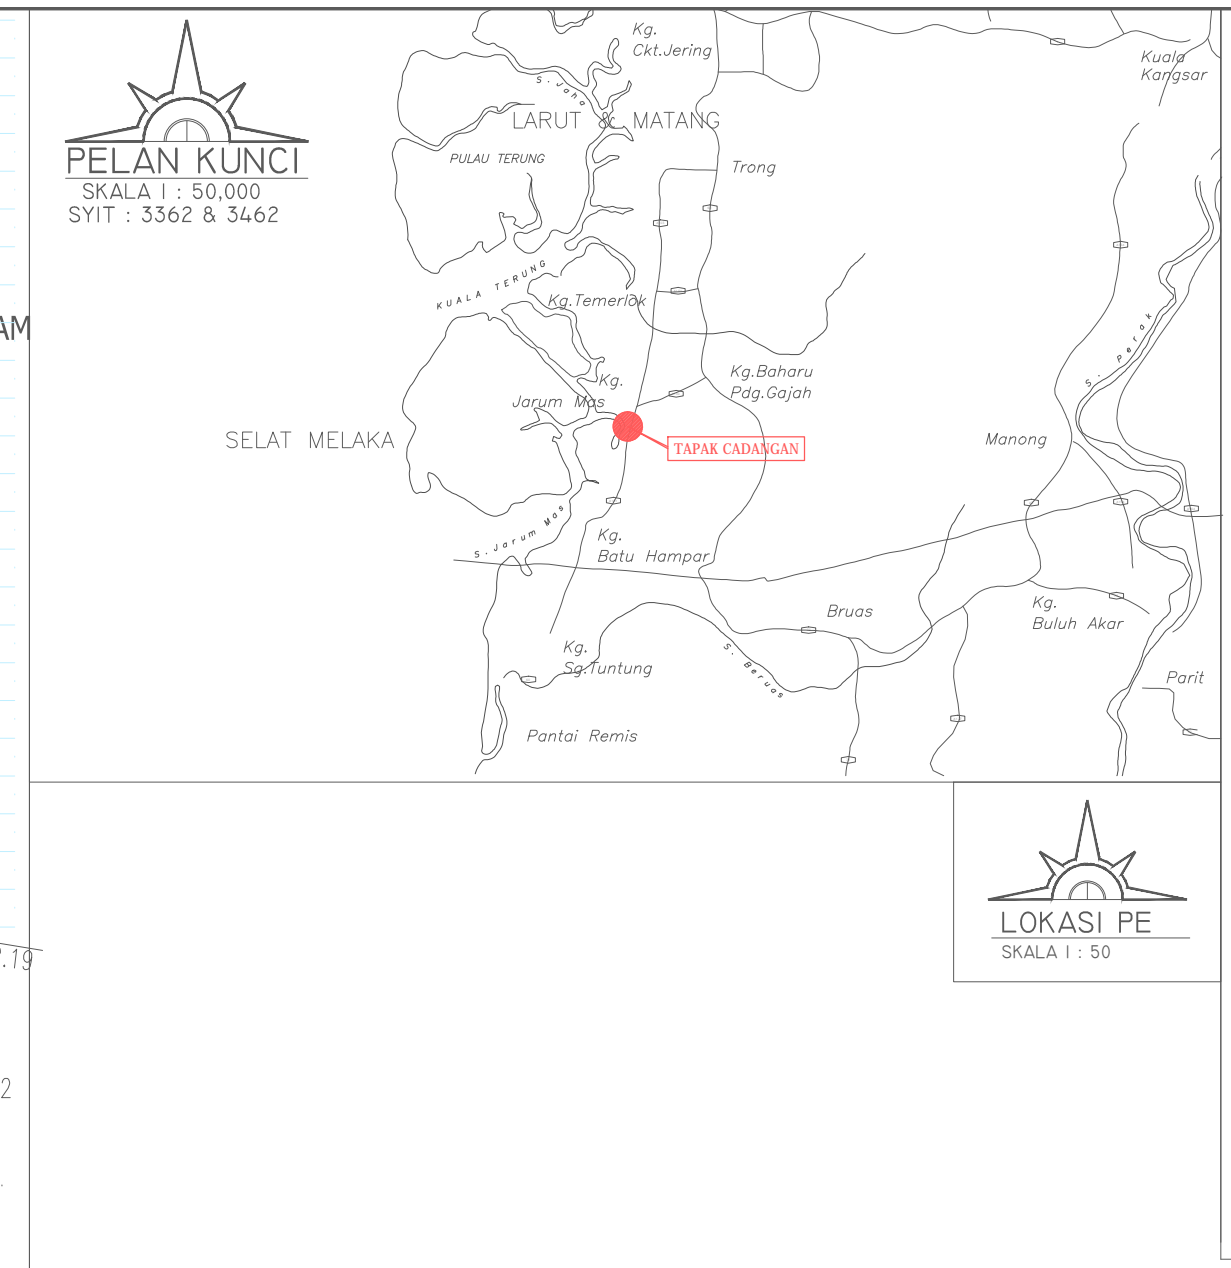 PELAN KUNCI
SKALA 1 : 50,000
SYIT : 3362 & 3462
Kg.
Ckt.Jering
Kuala
Kangsar
S. Jaha
LARUT & MATANG
PULAU TERUNG
Trong
KUALA TERUNG
Kg.Temerlok
S. Perak
AM
Kg.Baharu
Pdg.Gajah
Kg.
Jarum Mas
SELAT MELAKA
TAPAK CADANGAN
Manong
S.Jarum Mas
Kg.
Batu Hampar
Bruas
Kg.
Buluh Akar
Kg.
Sg.Tuntung
S. Beruas
Parit
Pantai Remis
LOKASI PE
SKALA 1 : 50
.19
2